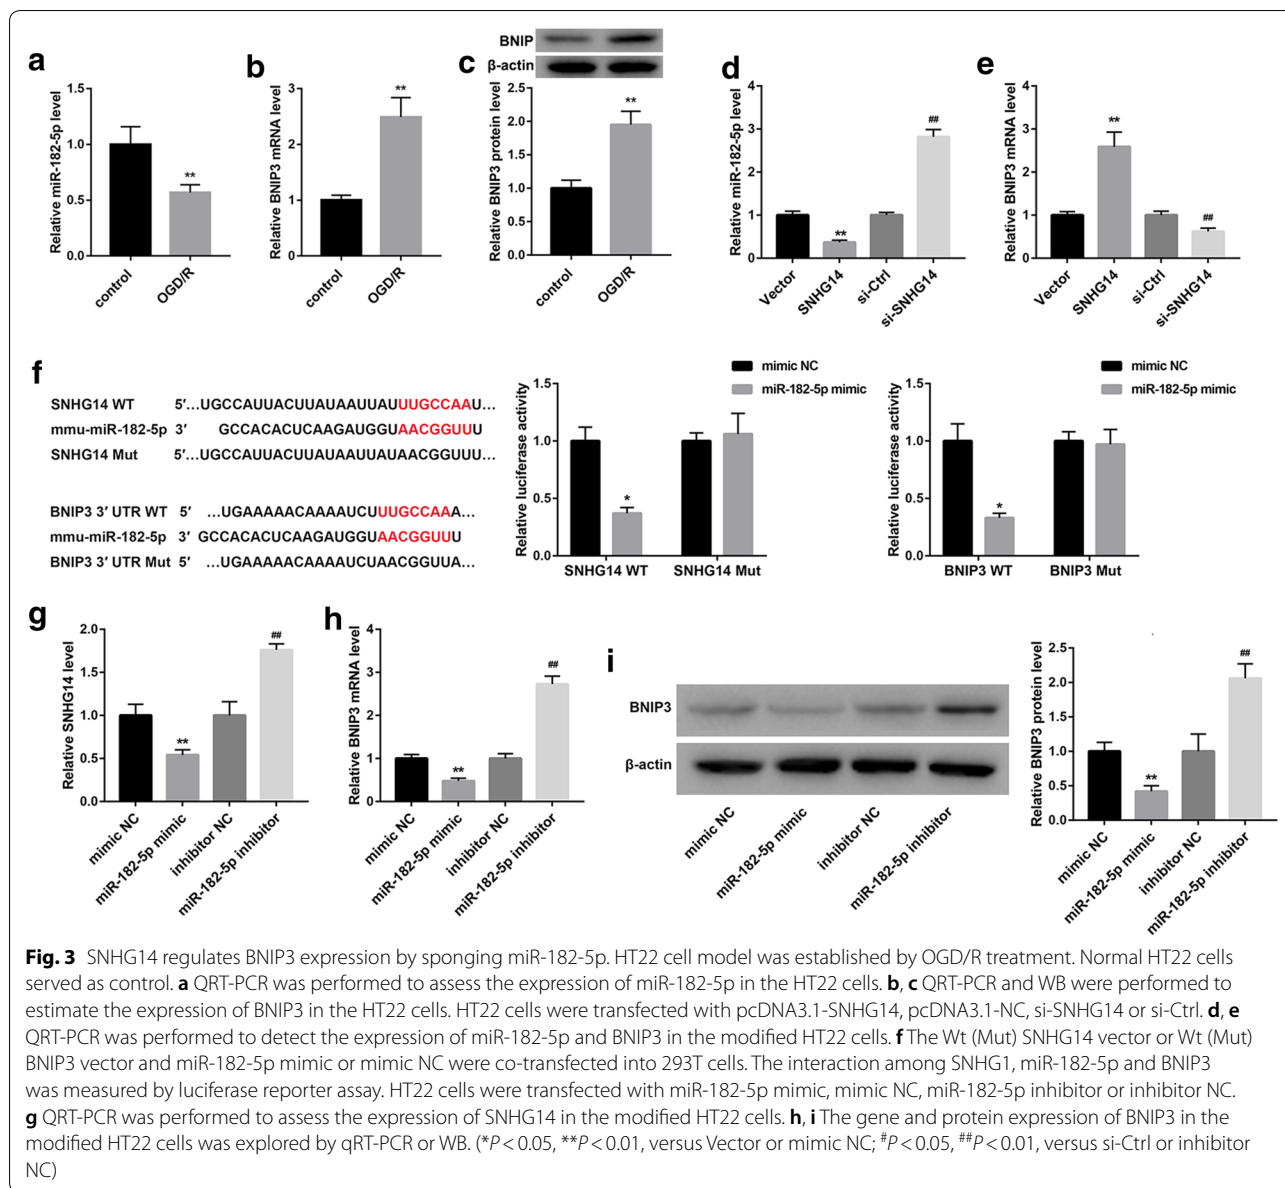 a
Relative miR-182-5p level
1.5
1.0
0.5
0.0
**
control
OGD/R
b
Relative BNIP3 mRNA level
3
2
1
0
**
control
OGD/R
c
BNIP
β-actin
Relative BNIP3 protein level
2.5
2.0
1.5
1.0
0.5
0.0
**
control
OGD/R
d
Relative miR-182-5p level
4
3
2
1
0
**
##
Vector
SNHG14
si-Ctrl
si-SNHG14
e
Relative BNIP3 mRNA level
4
3
2
1
0
**
##
Vector
SNHG14
si-Ctrl
si-SNHG14
f
SNHG14 WT 5′...UGCCAUUACUUAUAAUUAUUUGCCAAU...
mmu-miR-182-5p 3′ GCCACACUCAAGAUGGUAACGGUUU
SNHG14 Mut 5′...UGCCAUUACUUAUAAUUAUAACGGUUU...
BNIP3 3′ UTR WT 5′ ...UGAAAAACAAAAUCUUUGCCAAA...
mmu-miR-182-5p 3′ GCCACACUCAAGAUGGUAACGGUUU
BNIP3 3′ UTR Mut 5′ ...UGAAAAACAAAAUCUAACGGUUA...
mimic NC
miR-182-5p mimic
Relative luciferase activity
1.5
1.0
0.5
0.0
*
SNHG14 WT
SNHG14 Mut
mimic NC
miR-182-5p mimic
Relative luciferase activity
1.5
1.0
0.5
0.0
*
BNIP3 WT
BNIP3 Mut
g
Relative SNHG14 level
2.0
1.5
1.0
0.5
0.0
**
##
mimic NC
miR-182-5p mimic
inhibitor NC
miR-182-5p inhibitor
h
Relative BNIP3 mRNA level
4
3
2
1
0
**
##
mimic NC
miR-182-5p mimic
inhibitor NC
miR-182-5p inhibitor
i
BNIP3
β-actin
mimic NC
miR-182-5p mimic
inhibitor NC
miR-182-5p inhibitor
Relative BNIP3 protein level
2.5
2.0
1.5
1.0
0.5
0.0
**
##
mimic NC
miR-182-5p mimic
inhibitor NC
miR-182-5p inhibitor
Fig. 3 SNHG14 regulates BNIP3 expression by sponging miR-182-5p. HT22 cell model was established by OGD/R treatment. Normal HT22 cells
served as control. a QRT-PCR was performed to assess the expression of miR-182-5p in the HT22 cells. b, c QRT-PCR and WB were performed to
estimate the expression of BNIP3 in the HT22 cells. HT22 cells were transfected with pcDNA3.1-SNHG14, pcDNA3.1-NC, si-SNHG14 or si-Ctrl. d, e
QRT-PCR was performed to detect the expression of miR-182-5p and BNIP3 in the modified HT22 cells. f The Wt (Mut) SNHG14 vector or Wt (Mut)
BNIP3 vector and miR-182-5p mimic or mimic NC were co-transfected into 293T cells. The interaction among SNHG1, miR-182-5p and BNIP3
was measured by luciferase reporter assay. HT22 cells were transfected with miR-182-5p mimic, mimic NC, miR-182-5p inhibitor or inhibitor NC.
g QRT-PCR was performed to assess the expression of SNHG14 in the modified HT22 cells. h, i The gene and protein expression of BNIP3 in the
modified HT22 cells was explored by qRT-PCR or WB. (*P < 0.05, **P < 0.01, versus Vector or mimic NC; #P < 0.05, ##P < 0.01, versus si-Ctrl or inhibitor
NC)